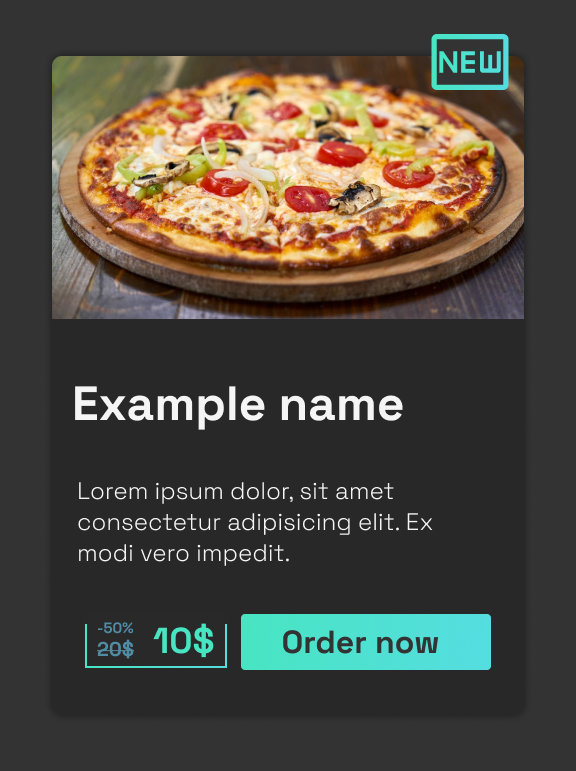 NEW
Example name
Lorem ipsum dolor, sit amet
consectetur adipisicing elit. Ex
modi vero impedit.
-50%
20$
10$
Order now